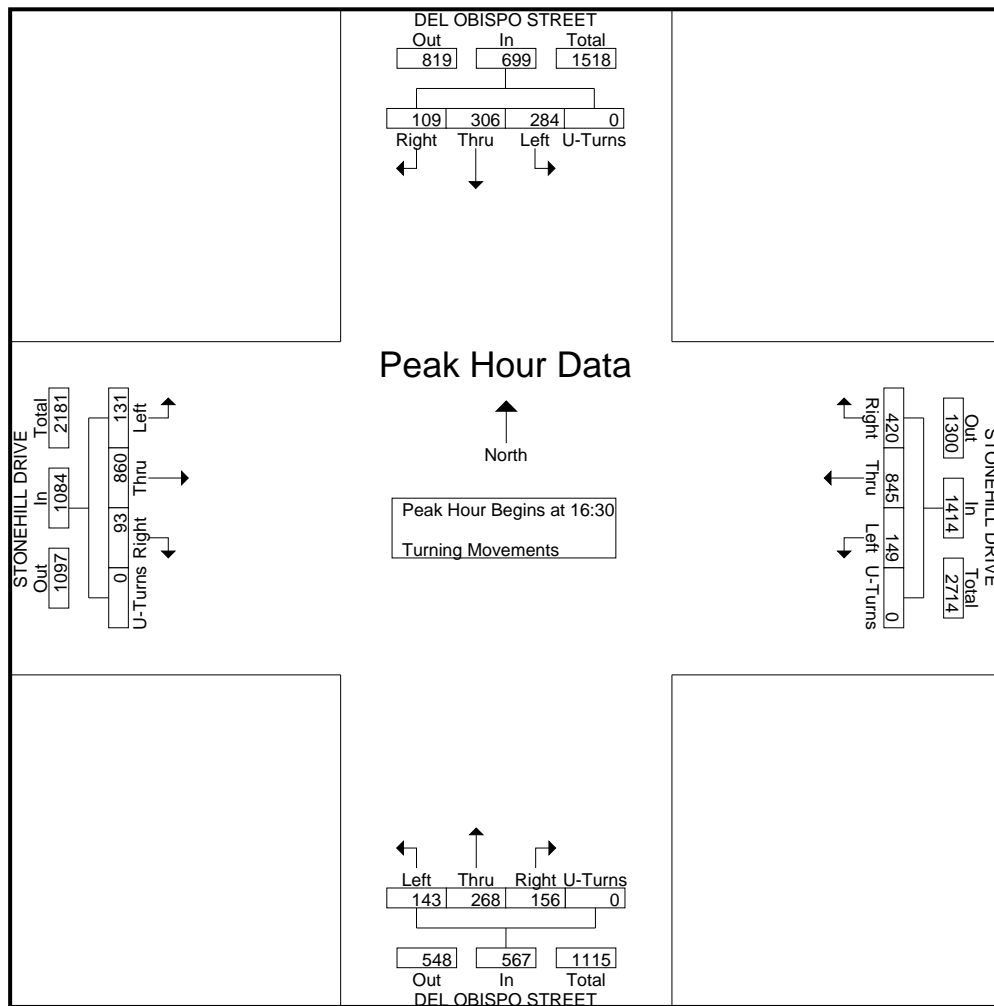 DEL OBISPO STREET
Out In Total
819 699 1518
109 306 284 0
Right Thru Left U-Turns
Peak Hour Data
North
Peak Hour Begins at 16:30
Turning Movements
STONEHILL DRIVE
Total In Out
2181 1084 1097
131 860 93 0
Left Thru Right U-Turns
STONEHILL DRIVE
Out In Total
1300 1414 2714
420 845 149 0
Right Thru Left U-Turns
Left Thru Right U-Turns
143 268 156 0
548 567 1115
Out In Total
DEL OBISPO STREET